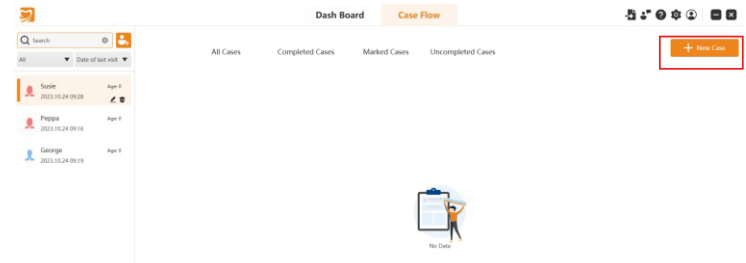 Dash Board Case Flow
Search
All Date of last visit
All Cases Completed Cases Marked Cases Uncompleted Cases
New Case
Susie Age: 0
2023.10.24 09:20
Peppa Age: 0
2023.10.24 09:16
George Age: 0
2023.10.24 09:19
No Data